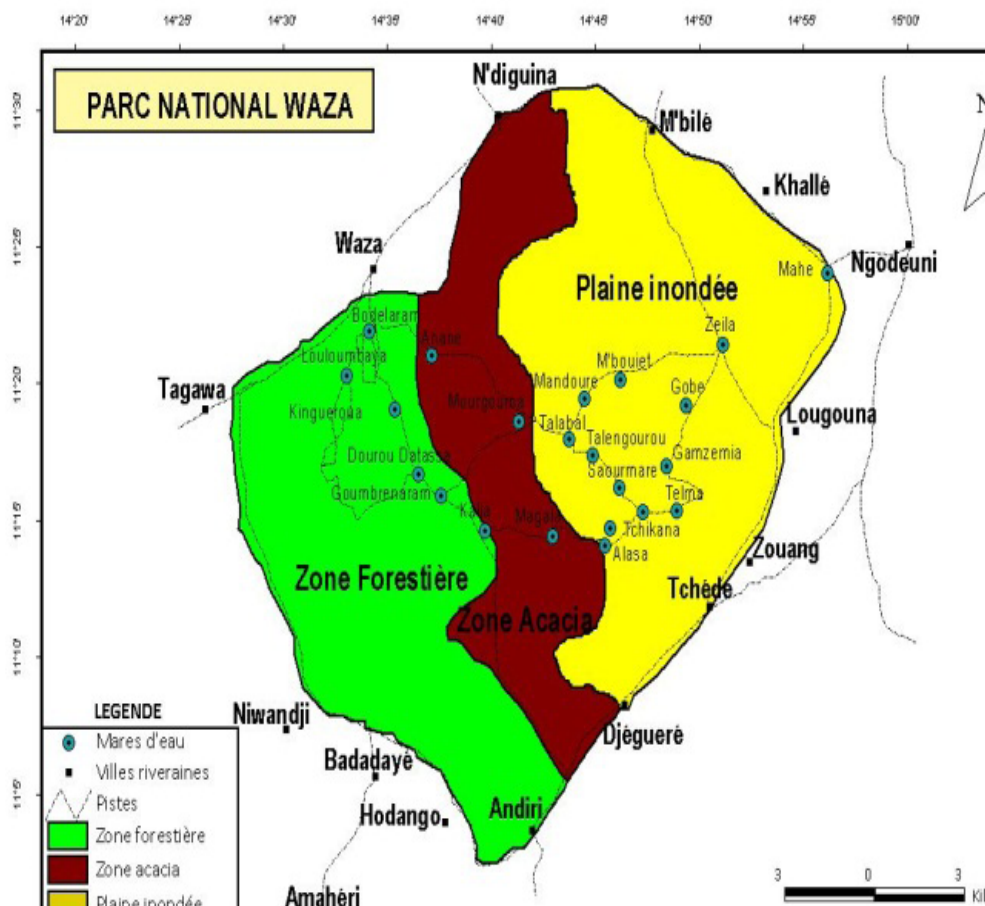 14°20' 14°25' 14°30' 14°35' 14°40' 14°45' 14°50' 14°55' 15°00'
PARC NATIONAL WAZA
N'diguina
M'bilé
Khallé
N
11°30'
11°25'
11°20'
11°15'
11°10'
11°5'
Waza
Mahe
Ngodeuni
Plaine inondée
Bodelaram
Zeila
Louloumbaya
Anane
M'bouiet
Tagawa
Mandoure
Gobe
Mourgouroa
Lougouna
Talabal
Talengourou
Dourou Datassa
Gamzemia
Saourmare
Goumbrenaram
Telma
Kalia
Magala
Tchikana
Alasa
Zouang
Zone Forestière
Tchédé
Zone Acacia
Niwandji
Djégueré
Badadayé
Hodango
Andiri
Amahéri
LEGENDE
Mares d'eau
Villes riveraines
Pistes
Zone forestière
Zone acacia
Plaine inondée
3 0 3
Kil